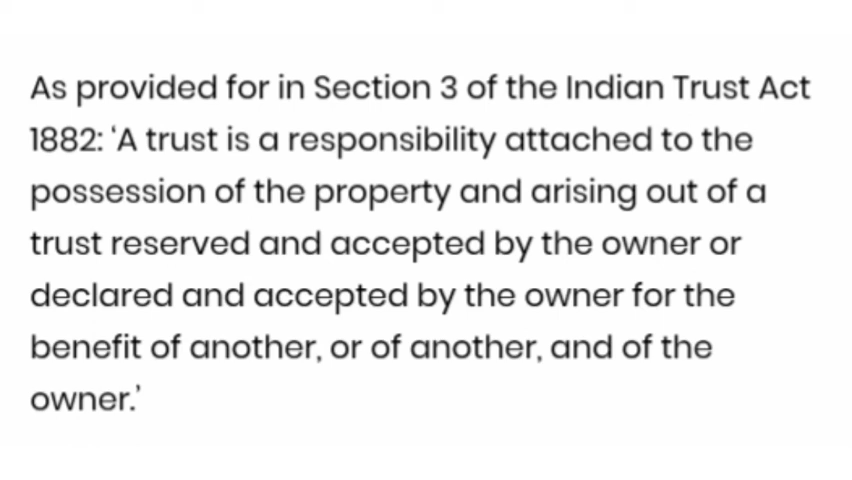 As provided for in Section 3 of the Indian Trust Act
1882: ‘A trust is a responsibility attached to the
possession of the property and arising out of a
trust reserved and accepted by the owner or
declared and accepted by the owner for the
benefit of another, or of another, and of the
owner.’